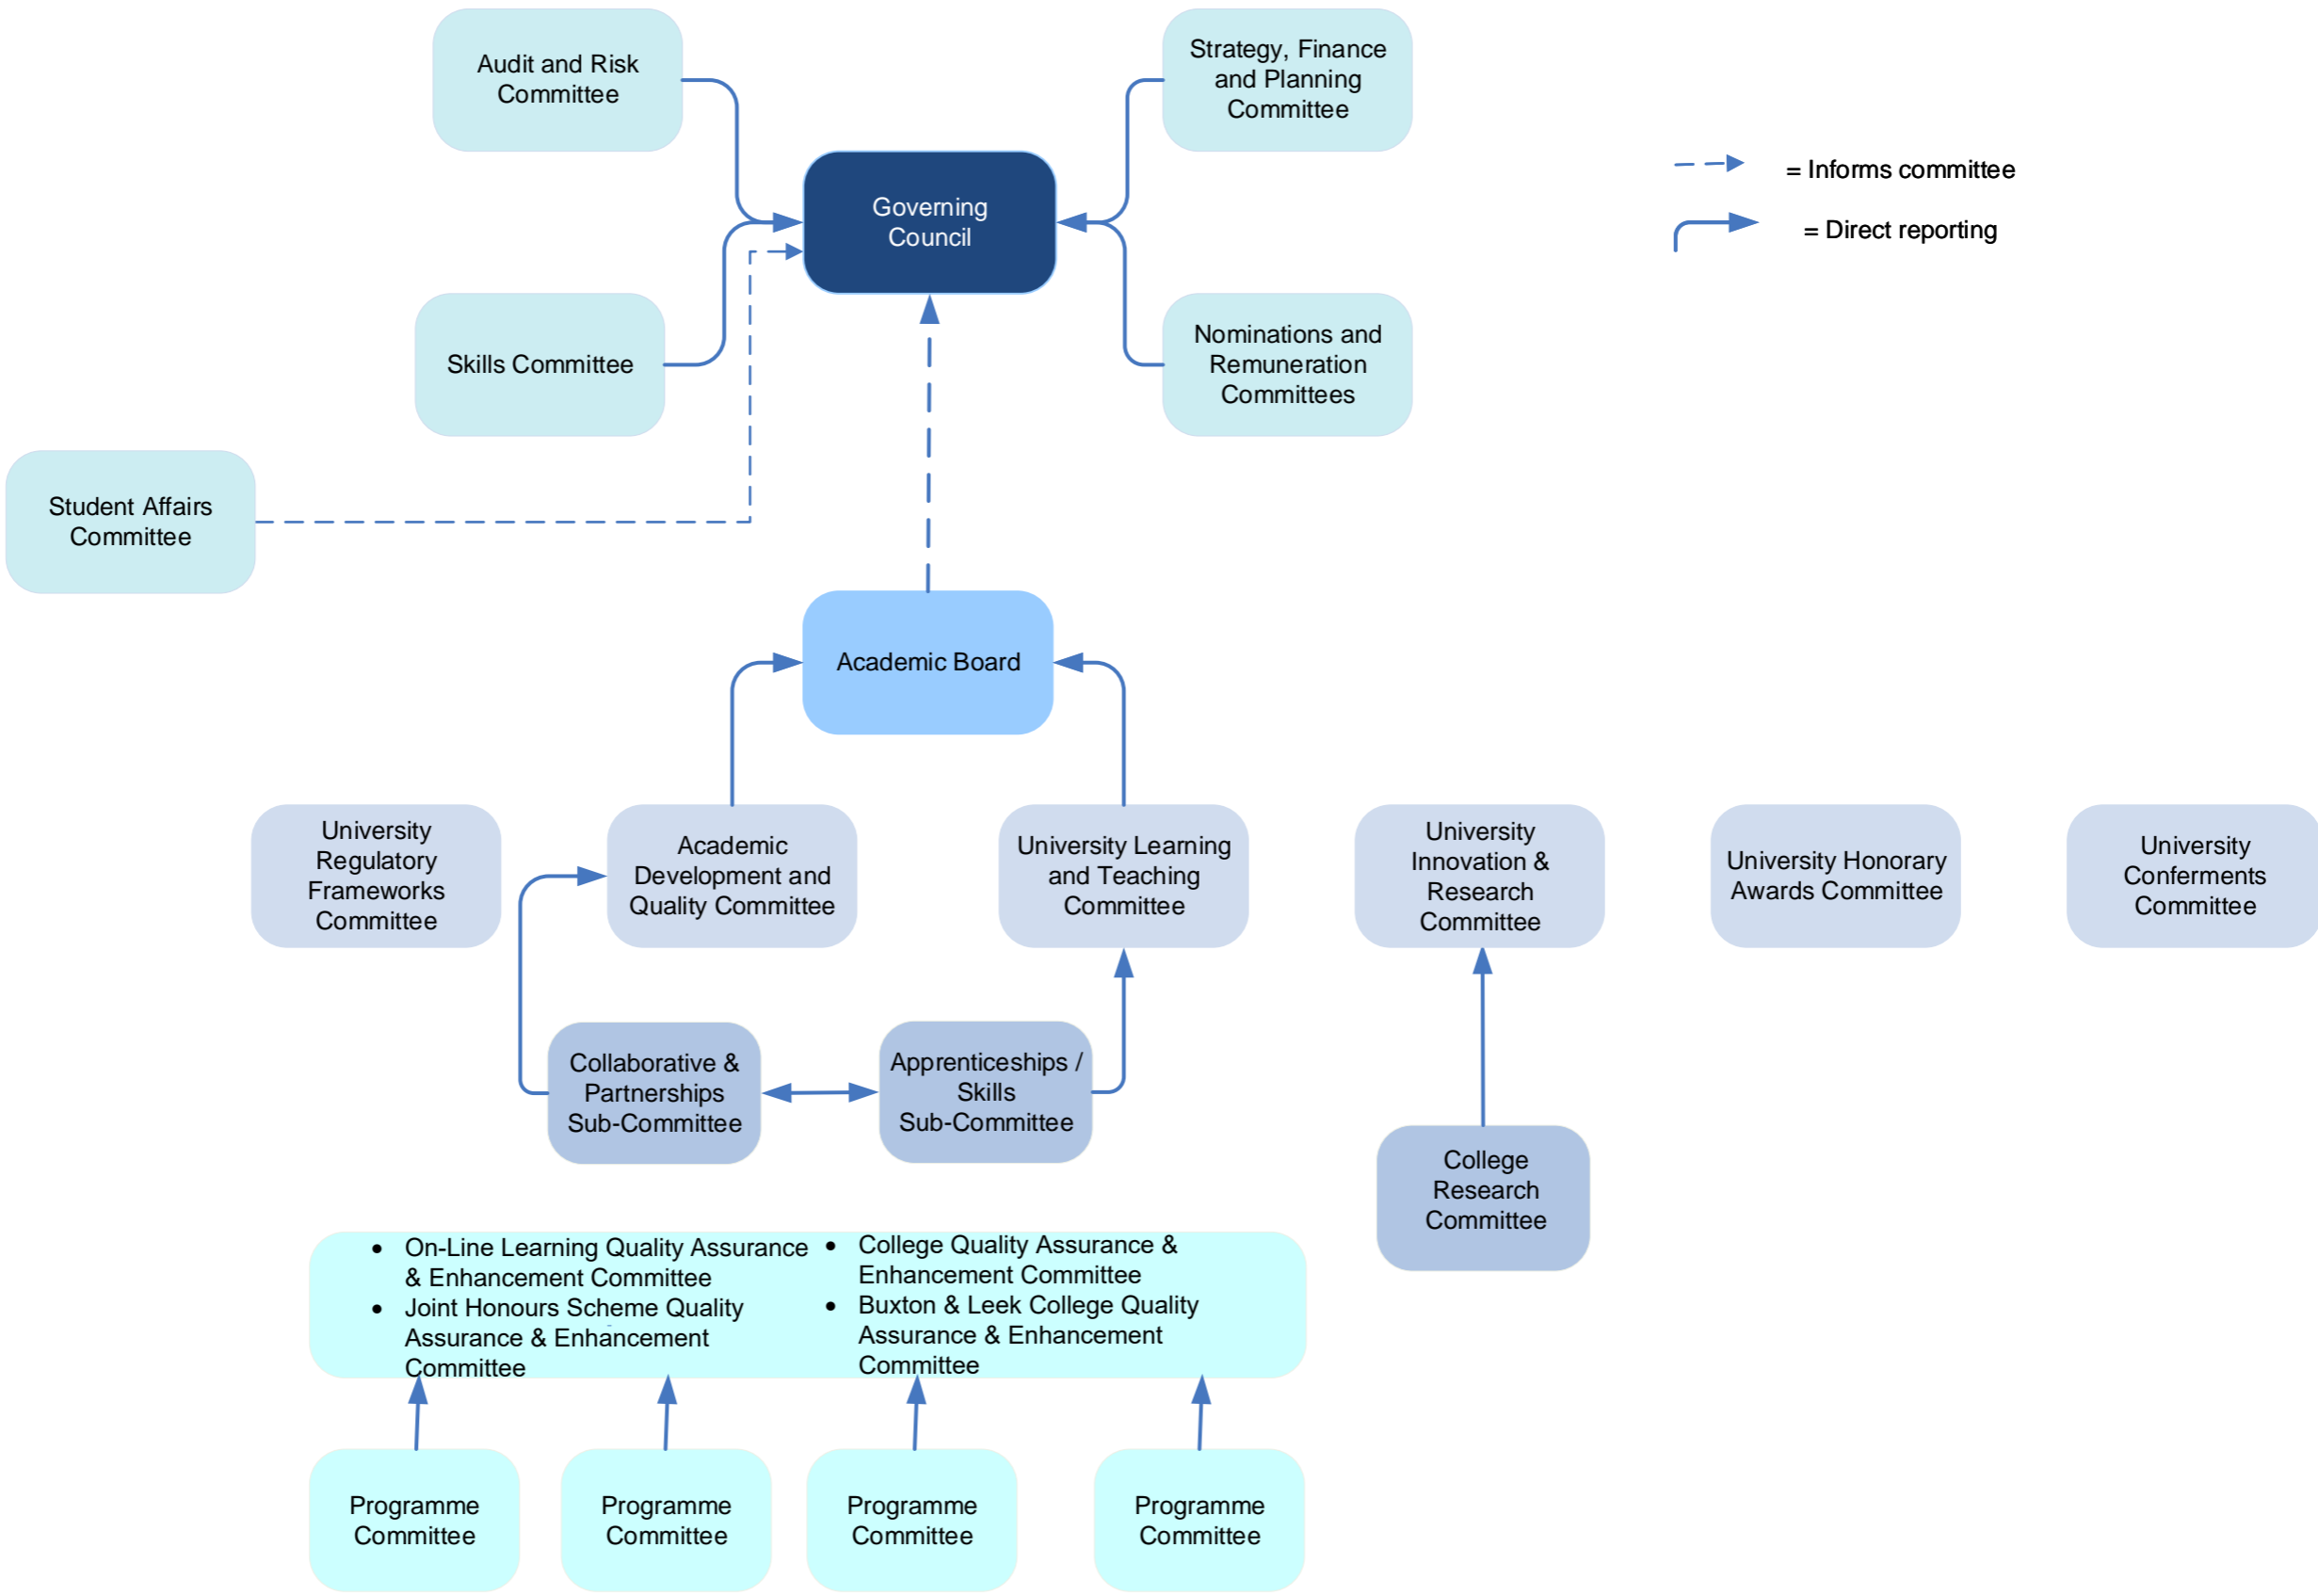 Audit and Risk
Committee
Strategy, Finance
and Planning
Committee
= Informs committee
= Direct reporting
Governing
Council
Skills Committee
Nominations and
Remuneration
Committees
Student Affairs
Committee
Academic Board
University
Regulatory
Frameworks
Committee
Academic
Development and
Quality Committee
University Learning
and Teaching
Committee
University
Innovation &
Research
Committee
University Honorary
Awards Committee
University
Conferments
Committee
Collaborative &
Partnerships
Sub-Committee
Apprenticeships /
Skills
Sub-Committee
College
Research
Committee
• On-Line Learning Quality Assurance
& Enhancement Committee
• Joint Honours Scheme Quality
Assurance & Enhancement
Committee
• College Quality Assurance &
Enhancement Committee
• Buxton & Leek College Quality
Assurance & Enhancement
Committee
Programme
Committee
Programme
Committee
Programme
Committee
Programme
Committee